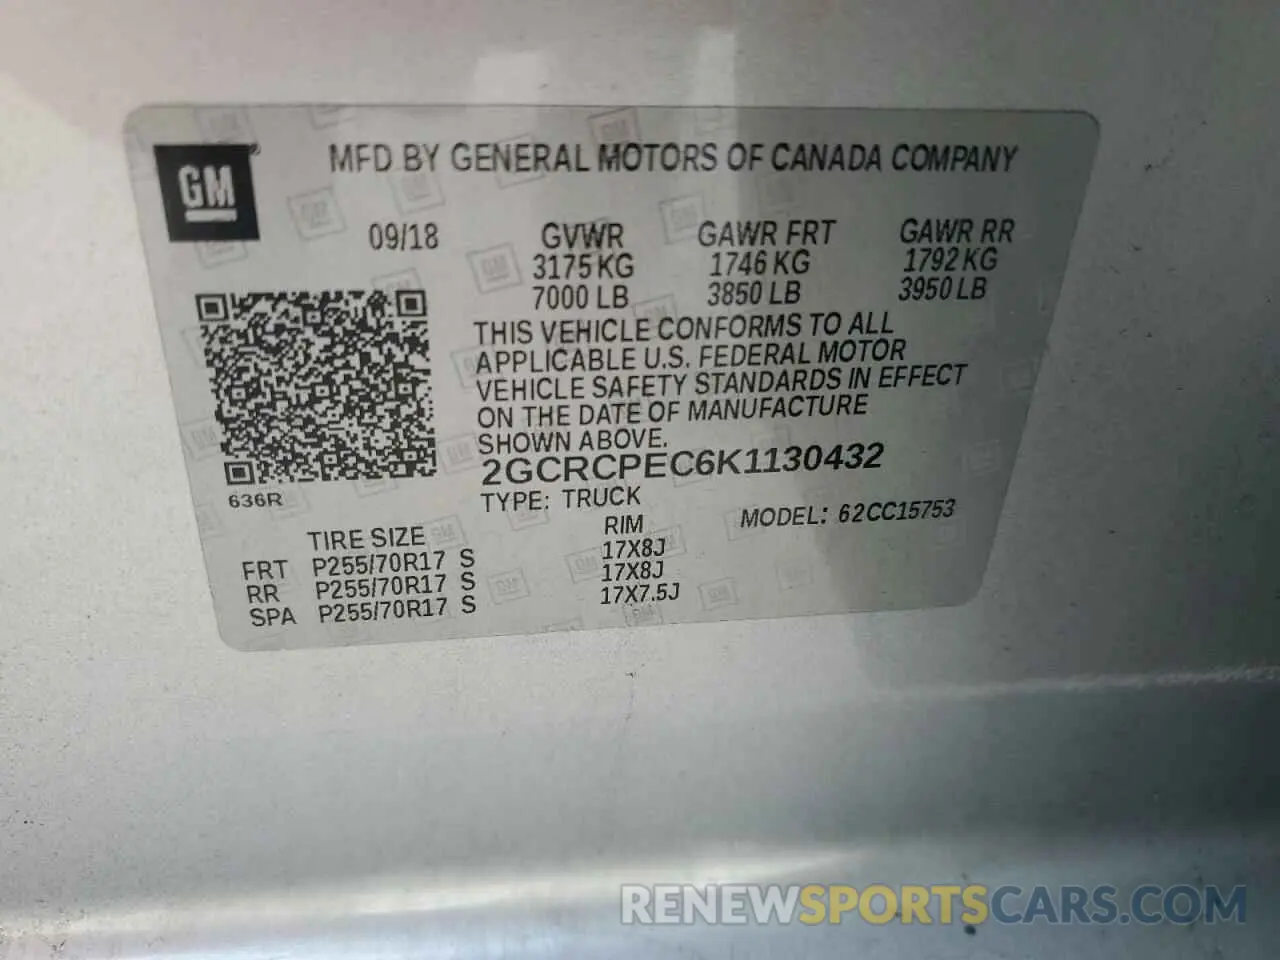 MFD BY GENERAL MOTORS OF CANADA COMPANY
GM
09/18 GVWR GAWR FRT GAWR RR
3175 KG 1746 KG 1792 KG
7000 LB 3850 LB 3950 LB
THIS VEHICLE CONFORMS TO ALL
APPLICABLE U.S. FEDERAL MOTOR
VEHICLE SAFETY STANDARDS IN EFFECT
ON THE DATE OF MANUFACTURE
SHOWN ABOVE.
2GCRCPEC6K1130432
636R
TYPE: TRUCK MODEL: 62CC15753
TIRE SIZE RIM
FRT P255/70R17 S 17X8J
RR P255/70R17 S 17X8J
SPA P255/70R17 S 17X7.5J
RENEWSPORTSCARS.COM